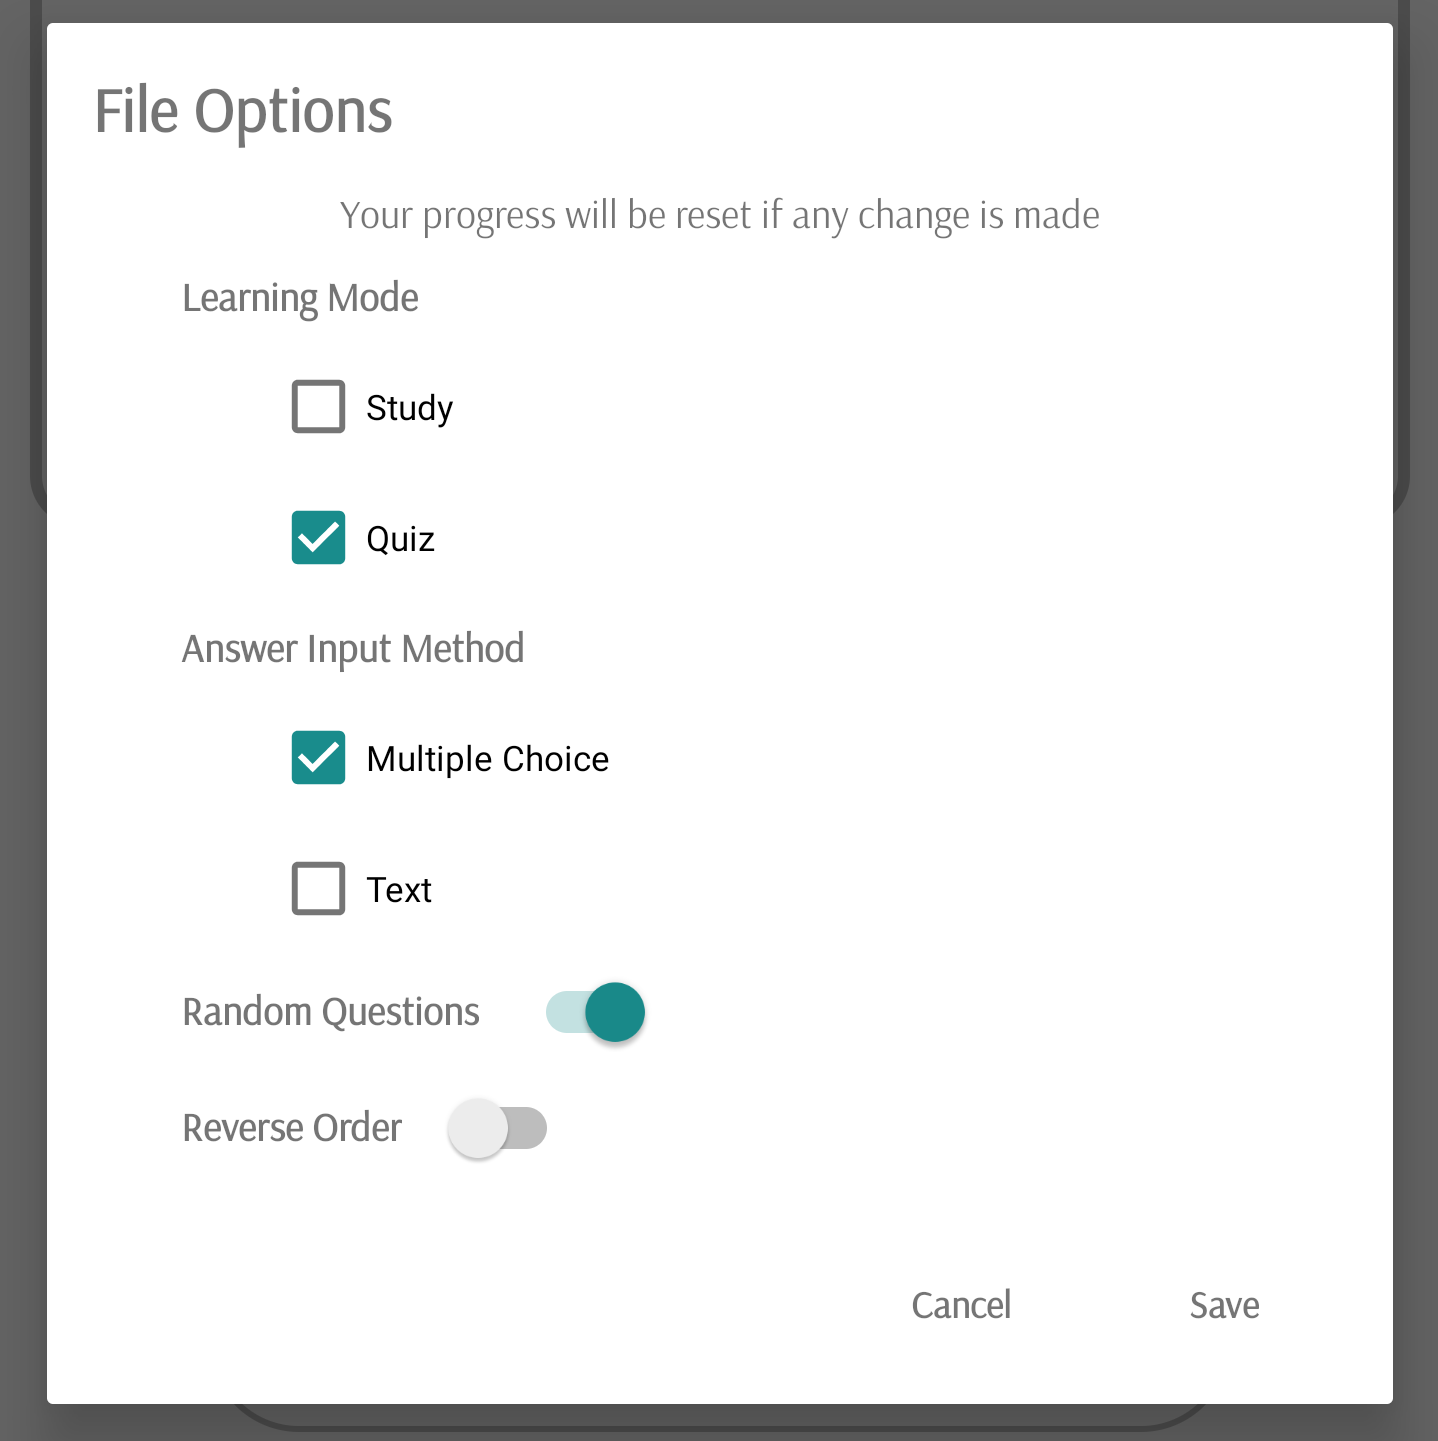 File Options
Your progress will be reset if any change is made
Learning Mode
Study
Quiz
Answer Input Method
Multiple Choice
Text
Random Questions
Reverse Order
Cancel Save